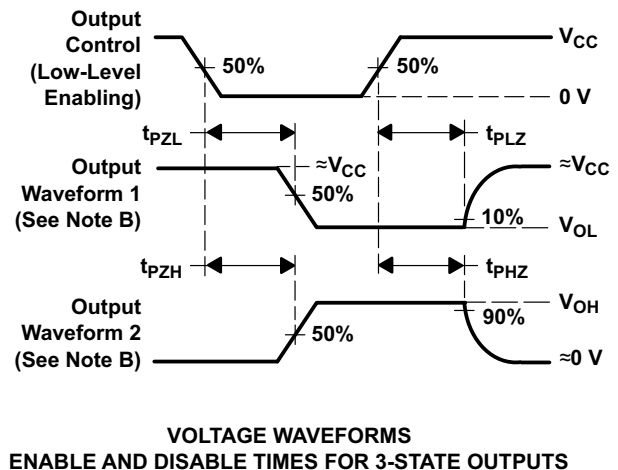 Output
Control
(Low-Level
Enabling)
50%
50%
VCC
0 V
tPZL
tPLZ
Output
Waveform 1
(See Note B)
≈VCC
50%
≈VCC
10%
VOL
tPZH
tPHZ
Output
Waveform 2
(See Note B)
50%
VOH
90%
≈0 V
VOLTAGE WAVEFORMS
ENABLE AND DISABLE TIMES FOR 3-STATE OUTPUTS